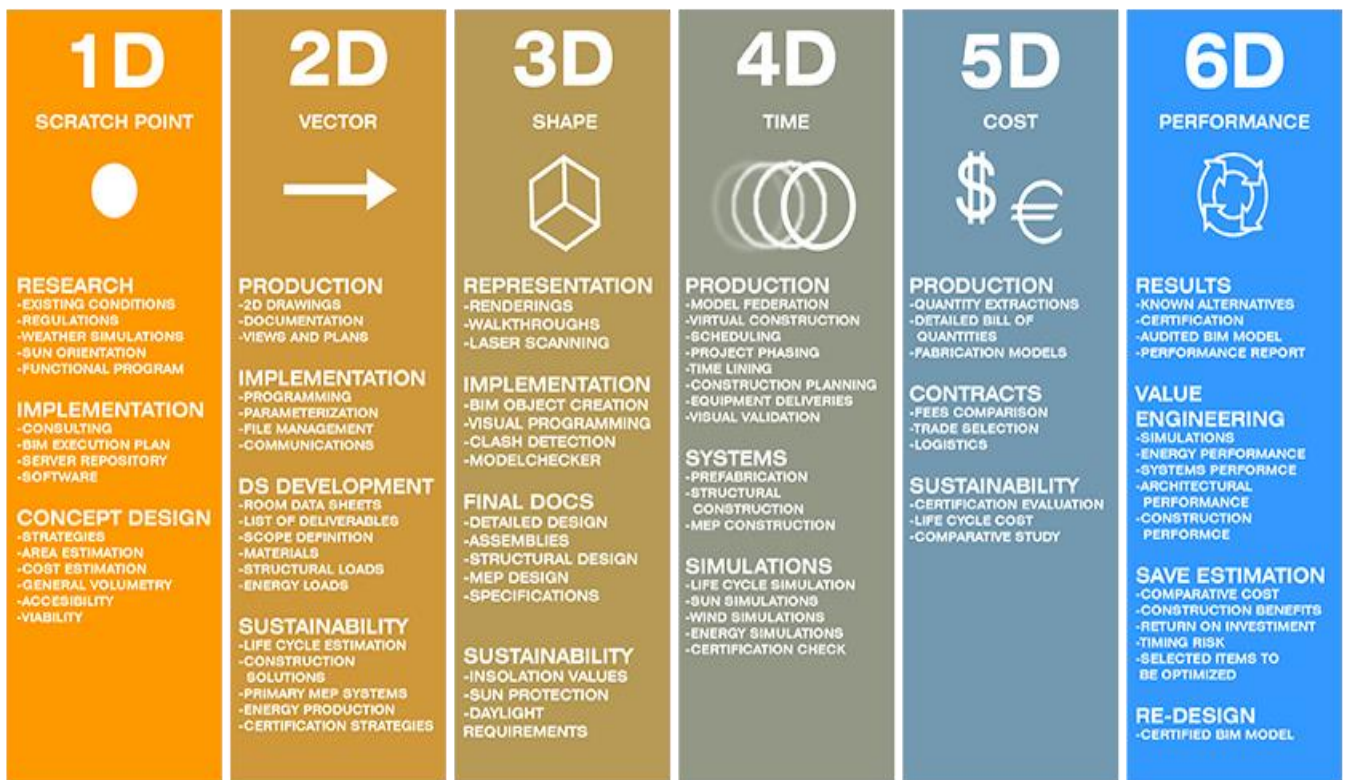 1D
SCRATCH POINT
RESEARCH
-EXISTING CONDITIONS
-REGULATIONS
-WEATHER SIMULATIONS
-SUN ORIENTATION
-FUNCTIONAL PROGRAM
IMPLEMENTATION
-CONSULTING
-BIM EXECUTION PLAN
-SERVER REPOSITORY
-SOFTWARE
CONCEPT DESIGN
-STRATEGIES
-AREA ESTIMATION
-COST ESTIMATION
-GENERAL VOLUMETRY
-ACCESIBILITY
-VIABILITY
2D
VECTOR
PRODUCTION
-2D DRAWINGS
-DOCUMENTATION
-VIEWS AND PLANS
IMPLEMENTATION
-PROGRAMMING
-PARAMETERIZATION
-FILE MANAGEMENT
-COMMUNICATIONS
DS DEVELOPMENT
-ROOM DATA SHEETS
-LIST OF DELIVERABLES
-SCOPE DEFINITION
-MATERIALS
-STRUCTURAL LOADS
-ENERGY LOADS
SUSTAINABILITY
-LIFE CYCLE ESTIMATION
-CONSTRUCTION
SOLUTIONS
-PRIMARY MEP SYSTEMS
-ENERGY PRODUCTION
-CERTIFICATION STRATEGIES
3D
SHAPE
REPRESENTATION
-RENDERINGS
-WALKTHROUGHS
-LASER SCANNING
IMPLEMENTATION
-BIM OBJECT CREATION
-VISUAL PROGRAMMING
-CLASH DETECTION
-MODELCHECKER
FINAL DOCS
-DETAILED DESIGN
-ASSEMBLIES
-STRUCTURAL DESIGN
-MEP DESIGN
-SPECIFICATIONS
SUSTAINABILITY
-INSOLATION VALUES
-SUN PROTECTION
-DAYLIGHT
REQUIREMENTS
4D
TIME
PRODUCTION
-MODEL FEDERATION
-VIRTUAL CONSTRUCTION
-SCHEDULING
-PROJECT PHASING
-TIME LINING
-CONSTRUCTION PLANNING
-EQUIPMENT DELIVERIES
-VISUAL VALIDATION
SYSTEMS
-PREFABRICATION
-STRUCTURAL
CONSTRUCTION
-MEP CONSTRUCTION
SIMULATIONS
-LIFE CYCLE SIMULATION
-SUN SIMULATIONS
-WIND SIMULATIONS
-ENERGY SIMULATIONS
-CERTIFICATION CHECK
5D
COST
$ €
PRODUCTION
-QUANTITY EXTRACTIONS
-DETAILED BILL OF
QUANTITIES
-FABRICATION MODELS
CONTRACTS
-FEES COMPARISON
-TRADE SELECTION
-LOGISTICS
SUSTAINABILITY
-CERTIFICATION EVALUATION
-LIFE CYCLE COST
-COMPARATIVE STUDY
6D
PERFORMANCE
RESULTS
-KNOWN ALTERNATIVES
-CERTIFICATION
-AUDITED BIM MODEL
-PERFORMANCE REPORT
VALUE
ENGINEERING
-SIMULATIONS
-ENERGY PERFORMANCE
-SYSTEMS PERFORMCE
-ARCHITECTURAL
PERFORMANCE
-CONSTRUCTION
PERFORMCE
SAVE ESTIMATION
-COMPARATIVE COST
-CONSTRUCTION BENEFITS
-RETURN ON INVESTIMENT
-TIMING RISK
-SELECTED ITEMS TO
BE OPTIMIZED
RE-DESIGN
-CERTIFIED BIM MODEL